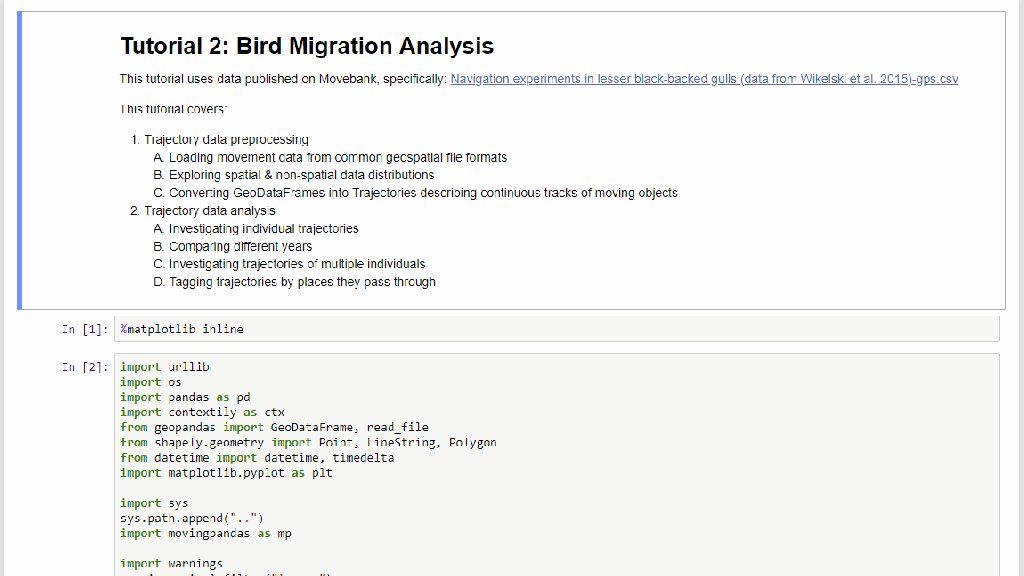 Tutorial 2: Bird Migration Analysis
This tutorial uses data published on Movebank, specifically: Navigation experiments in lesser black-backed gulls (data from Wikelski et al. 2015)-gps.csv
This tutorial covers:
1. Trajectory data preprocessing
A. Loading movement data from common geospatial file formats
B. Exploring spatial & non-spatial data distributions
C. Converting GeoDataFrames into Trajectories describing continuous tracks of moving objects
2. Trajectory data analysis
A. Investigating individual trajectories
B. Comparing different years
C. Investigating trajectories of multiple individuals
D. Tagging trajectories by places they pass through
In [1]: %matplotlib inline
In [2]: import urllib
import os
import pandas as pd
import contextily as ctx
from geopandas import GeoDataFrame, read_file
from shapely.geometry import Point, LineString, Polygon
from datetime import datetime, timedelta
import matplotlib.pyplot as plt
import sys
sys.path.append("..")
import movingpandas as mp
import warnings